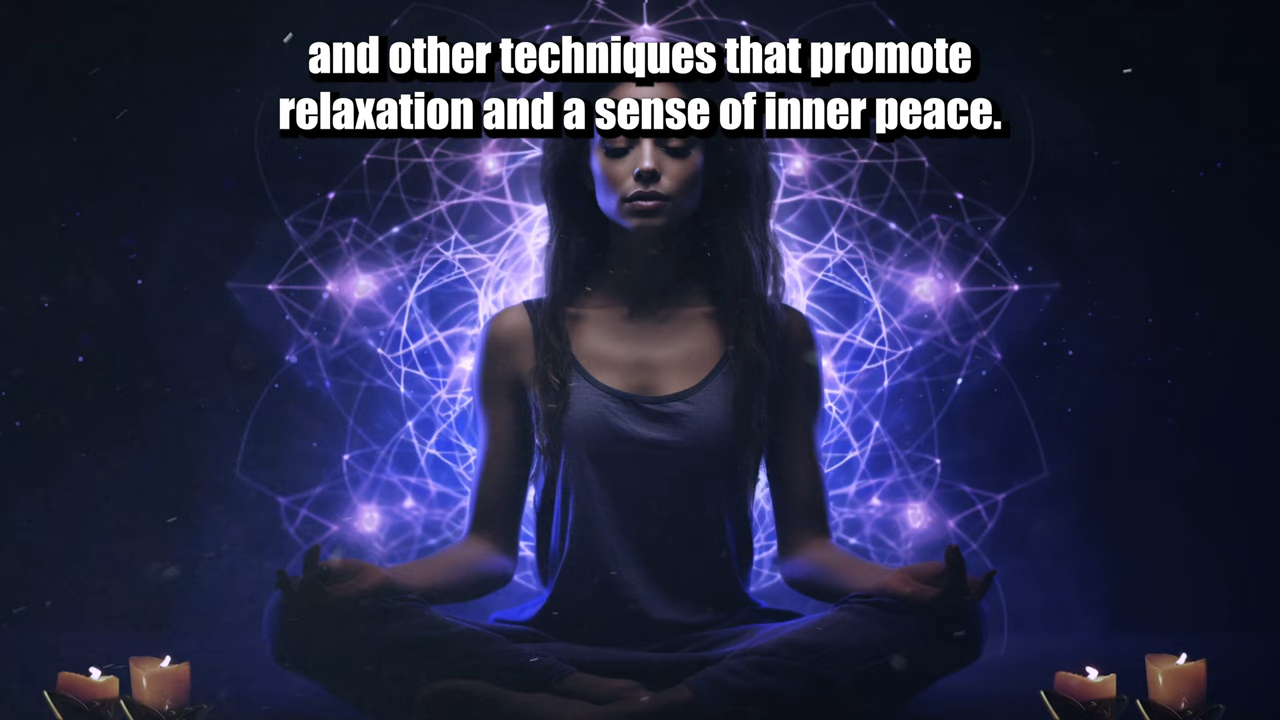 and other techniques that promote
relaxation and a sense of inner peace.